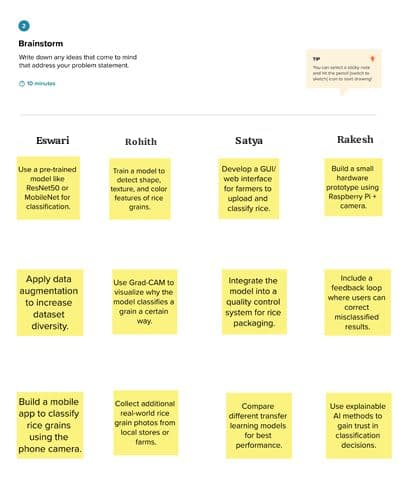 2
Brainstorm
Write down any ideas that come to mind
that address your problem statement.
10 minutes
TIP
You can select a sticky note
and hit the pencil [switch to
sketch] icon to start drawing!
Eswari
Rohith
Satya
Rakesh
Use a pre-trained
model like
ResNet50 or
MobileNet for
classification.
Train a model to
detect shape,
texture, and color
features of rice
grains.
Develop a GUI/
web interface
for farmers to
upload and
classify rice.
Build a small
hardware
prototype using
Raspberry Pi +
camera.
Apply data
augmentation
to increase
dataset
diversity.
Use Grad-CAM to
visualize why the
model classifies a
grain a certain
way.
Integrate the
model into a
quality control
system for rice
packaging.
Include a
feedback loop
where users can
correct
misclassified
results.
Build a mobile
app to classify
rice grains
using the
phone camera.
Collect additional
real-world rice
grain photos from
local stores or
farms.
Compare
different transfer
learning models
for best
performance.
Use explainable
AI methods to
gain trust in
classification
decisions.